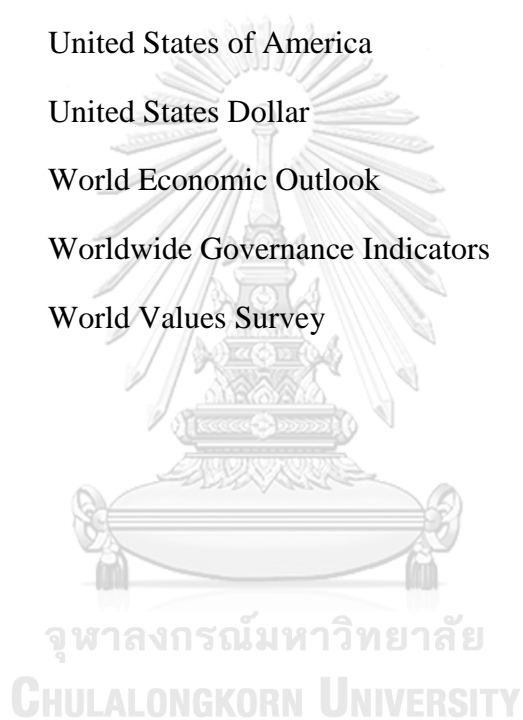 United States of America
United States Dollar
World Economic Outlook
Worldwide Governance Indicators
World Values Survey
จุฬาลงกรณ์มหาวิทยาลัย
CHULALONGKORN UNIVERSITY